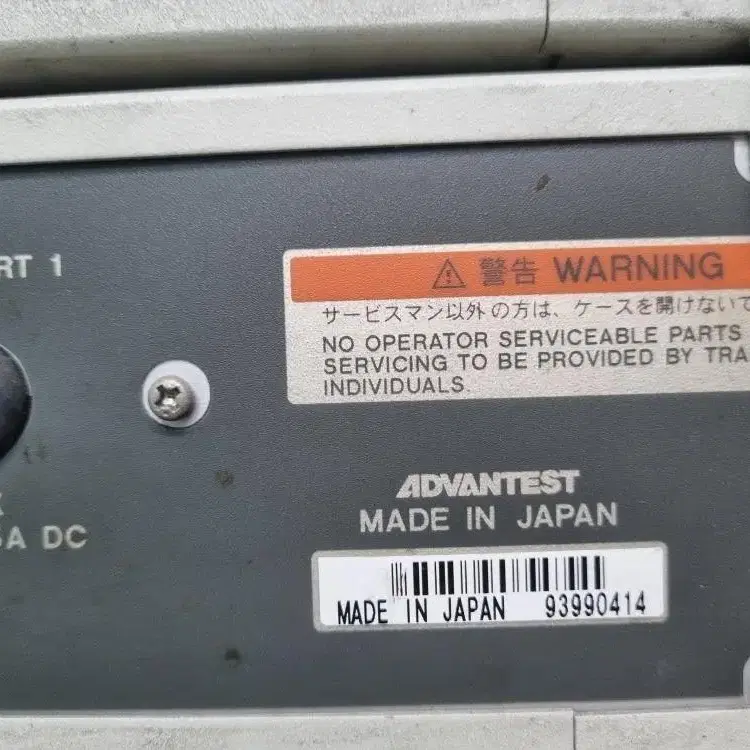 RT 1
警告 WARNING
サービスマン以外の方は、ケースを開けないで
NO OPERATOR SERVICEABLE PARTS
SERVICING TO BE PROVIDED BY TRA
INDIVIDUALS
ADVANTEST
MADE IN JAPAN
A DC
MADE IN JAPAN 93990414